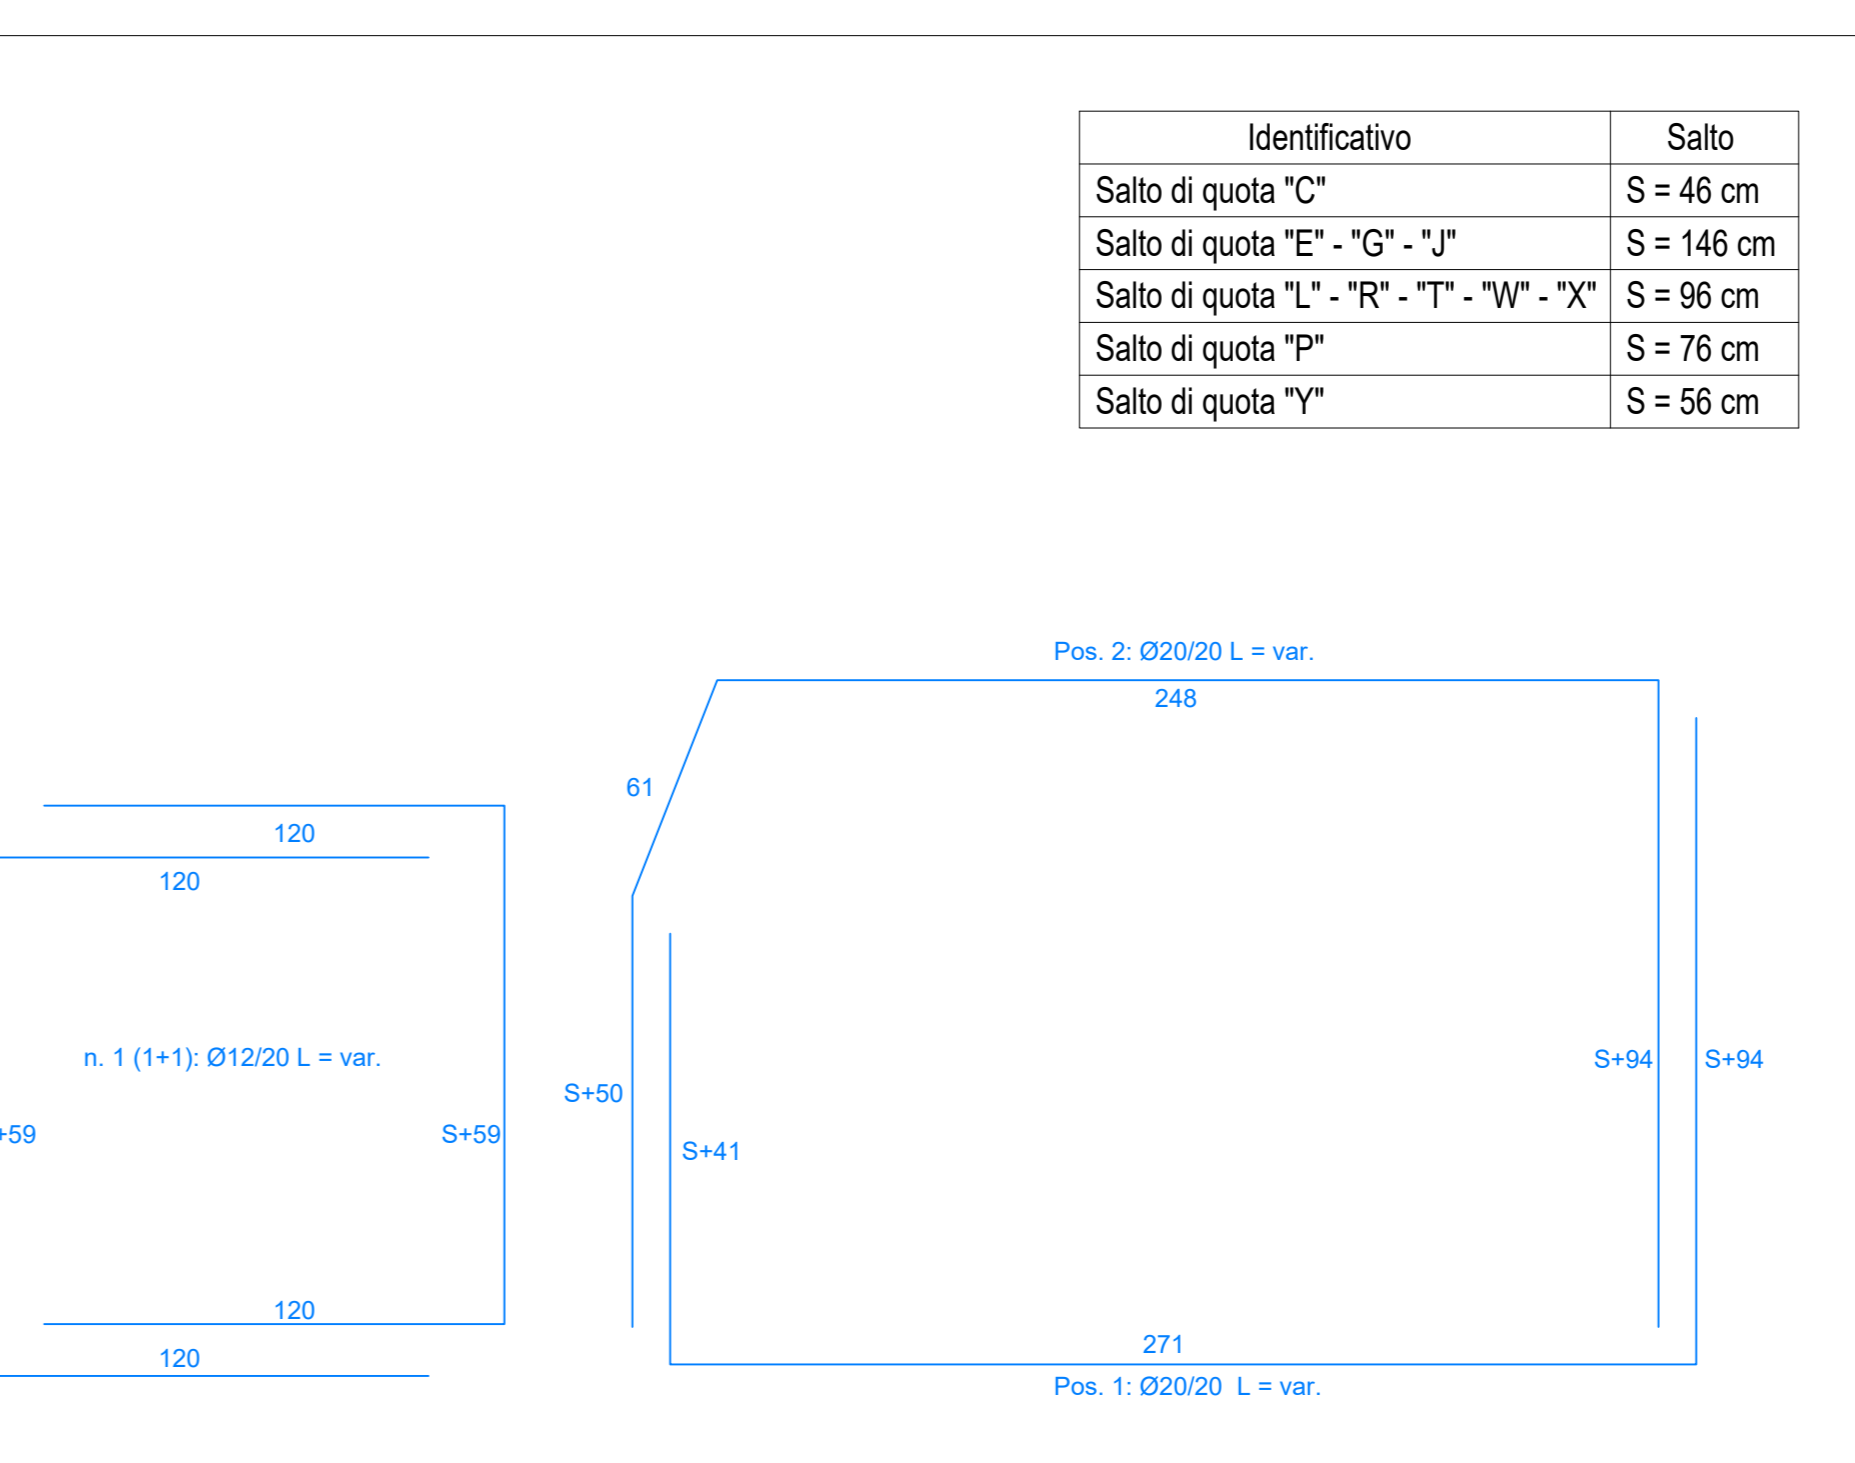 Identificativo Salto
Salto di quota "C" S = 46 cm
Salto di quota "E" - "G" - "J" S = 146 cm
Salto di quota "L" - "R" - "T" - "W" - "X" S = 96 cm
Salto di quota "P" S = 76 cm
Salto di quota "Y" S = 56 cm
Pos. 2: Ø20/20 L = var.
248
61
120
120
n. 1 (1+1): Ø12/20 L = var.
S+94 S+94
S+50
+59 S+59
S+41
120
271
120
Pos. 1: Ø20/20 L = var.